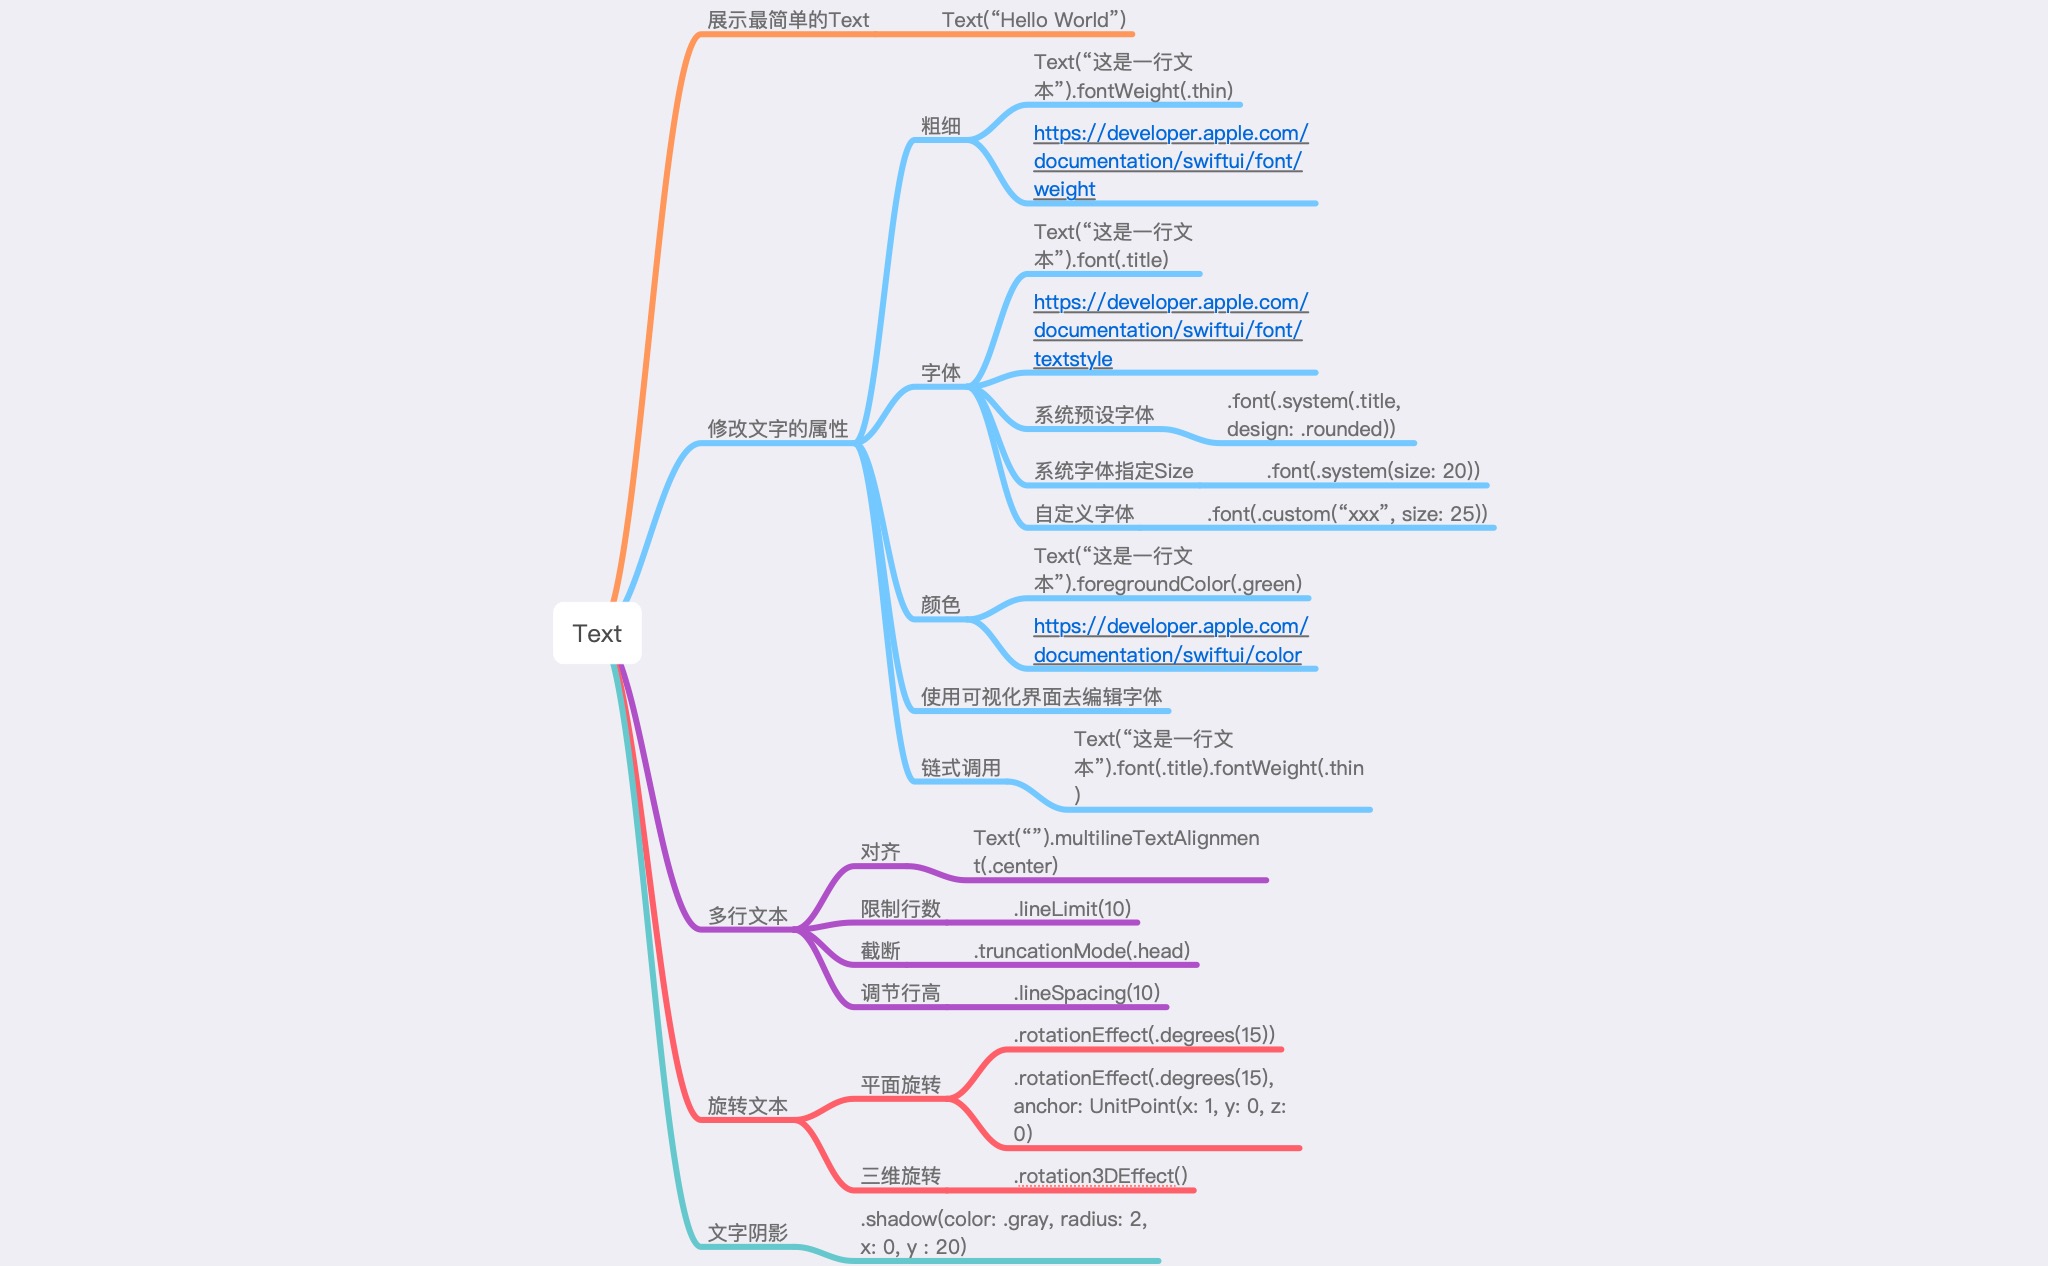 展示最简单的Text
Text(“Hello World”)
Text(“这是一行文
本”).fontWeight(.thin)
粗细
https://developer.apple.com/
documentation/swiftui/font/
weight
Text(“这是一行文
本”).font(.title)
https://developer.apple.com/
documentation/swiftui/font/
textstyle
字体
系统预设字体
.font(.system(.title,
design: .rounded))
修改文字的属性
系统字体指定Size
.font(.system(size: 20))
自定义字体
.font(.custom(“xxx”, size: 25))
Text(“这是一行文
本”).foregroundColor(.green)
颜色
https://developer.apple.com/
documentation/swiftui/color
Text
使用可视化界面去编辑字体
链式调用
Text(“这是一行文
本”).font(.title).fontWeight(.thin
)
对齐
Text(“”).multilineTextAlignmen
t(.center)
多行文本
限制行数
.lineLimit(10)
截断
.truncationMode(.head)
调节行高
.lineSpacing(10)
.rotationEffect(.degrees(15))
平面旋转
.rotationEffect(.degrees(15),
anchor: UnitPoint(x: 1, y: 0, z:
0)
旋转文本
三维旋转
.rotation3DEffect()
文字阴影
.shadow(color: .gray, radius: 2,
x: 0, y : 20)